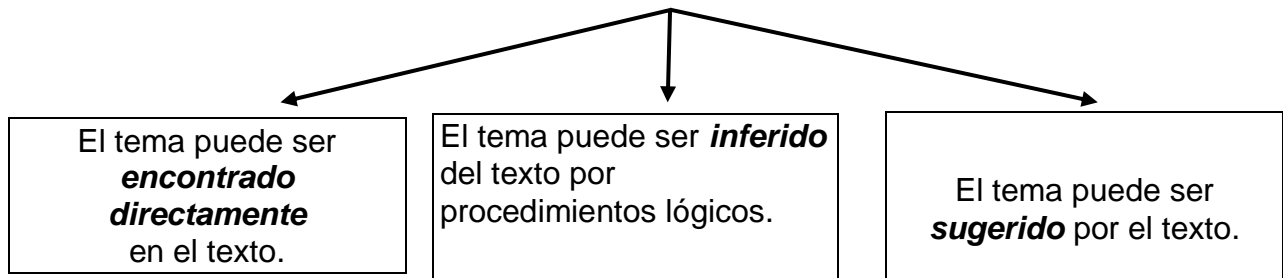 El tema puede ser
encontrado
directamente
en el texto.
El tema puede ser inferido
del texto por
procedimientos lógicos.
El tema puede ser
sugerido por el texto.